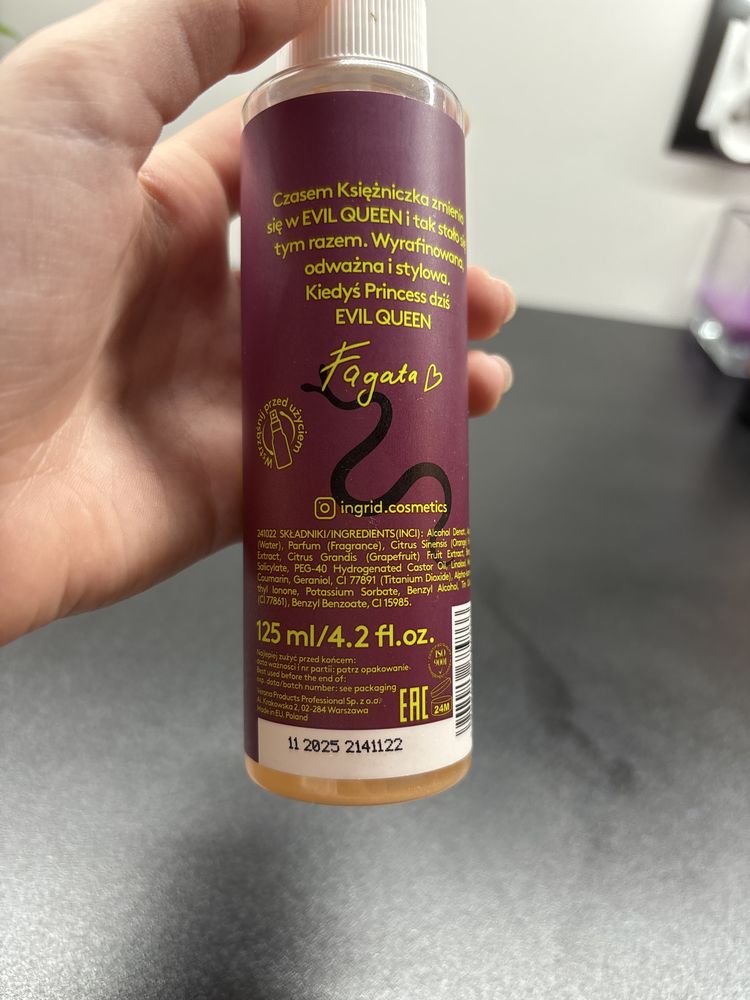 Czasem Księżniczka zmienia
się w EVIL QUEEN i tak stało się
tym razem. Wyrafinowana,
odważna i stylowa.
Kiedyś Princess dziś
EVIL QUEEN
Fagata
Wstrząśnij przed użyciem
ingrid.cosmetics
241022 SKŁADNIKI/INGREDIENTS(INCI): Alcohol Denat.,
(Water), Parfum (Fragrance), Citrus Sinensis (Orange
Extract, Citrus Grandis (Grapefruit) Fruit Extract,
Salicylate, PEG-40 Hydrogenated Castor Oil,
Coumarin, Geraniol, CI 77891 (Titanium Dioxide),
thyl Ionone, Potassium Sorbate, Benzyl Alcohol, Tin
(CI 77861), Benzyl Benzoate, CI 15985.
125 ml/4.2 fl.oz.
Najlepiej zużyć przed końcem:
data ważności i nr partii: patrz opakowanie.
Best used before the end of:
exp. date/batch number: see packaging
Verona Products Professional Sp. z o.o.
Al. Krakowska 2, 02-284 Warszawa
Made in EU, Poland
ISO
9001
EAC
24M
11 2025 2141122